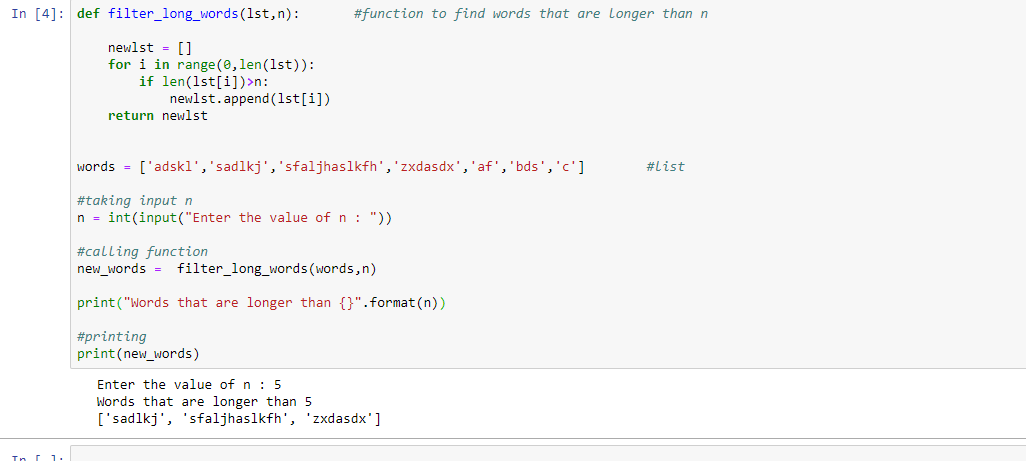 In [4]: def filter_long_words(lst,n):       #function to find words that are longer than n
    newlst = []
    for i in range(0,len(lst)):
        if len(lst[i])>n:
            newlst.append(lst[i])
    return newlst
words = ['adskl','sadlkj','sfaljhaslkfh','zxdasdx','af','bds','c']        #list
#taking input n
n = int(input("Enter the value of n : "))
#calling function
new_words =  filter_long_words(words,n)
print("Words that are longer than {}".format(n))
#printing
print(new_words)
Enter the value of n : 5
Words that are longer than 5
['sadlkj', 'sfaljhaslkfh', 'zxdasdx']
In [ ]: